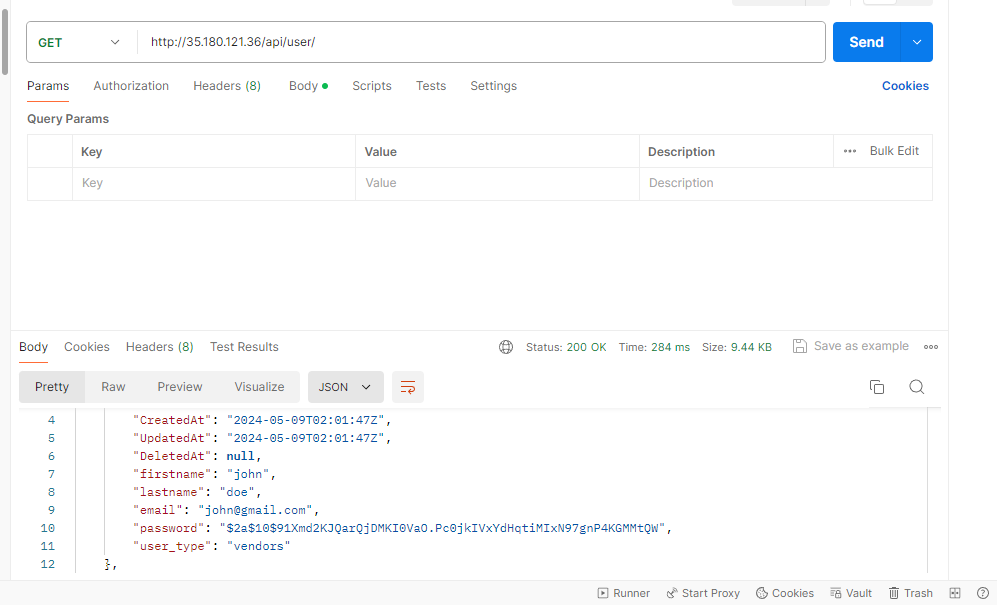 GET http://35.180.121.36/api/user/ Send
Params Authorization Headers (8) Body Scripts Tests Settings Cookies
Query Params
Key Value Description ••• Bulk Edit
Key Value Description
Body Cookies Headers (8) Test Results Status: 200 OK Time: 284 ms Size: 9.44 KB Save as example
Pretty Raw Preview Visualize JSON
4 "CreatedAt": "2024-05-09T02:01:47Z",
5 "UpdatedAt": "2024-05-09T02:01:47Z",
6 "DeletedAt": null,
7 "firstname": "john",
8 "lastname": "doe",
9 "email": "john@gmail.com",
10 "password": "$2a$10$91Xmd2KJQarQjDMKI0VaO.Pc0jkIVxYdHqtiMIxN97gnP4KGMMtQW",
11 "user_type": "vendors"
12 },
Runner Start Proxy Cookies Vault Trash